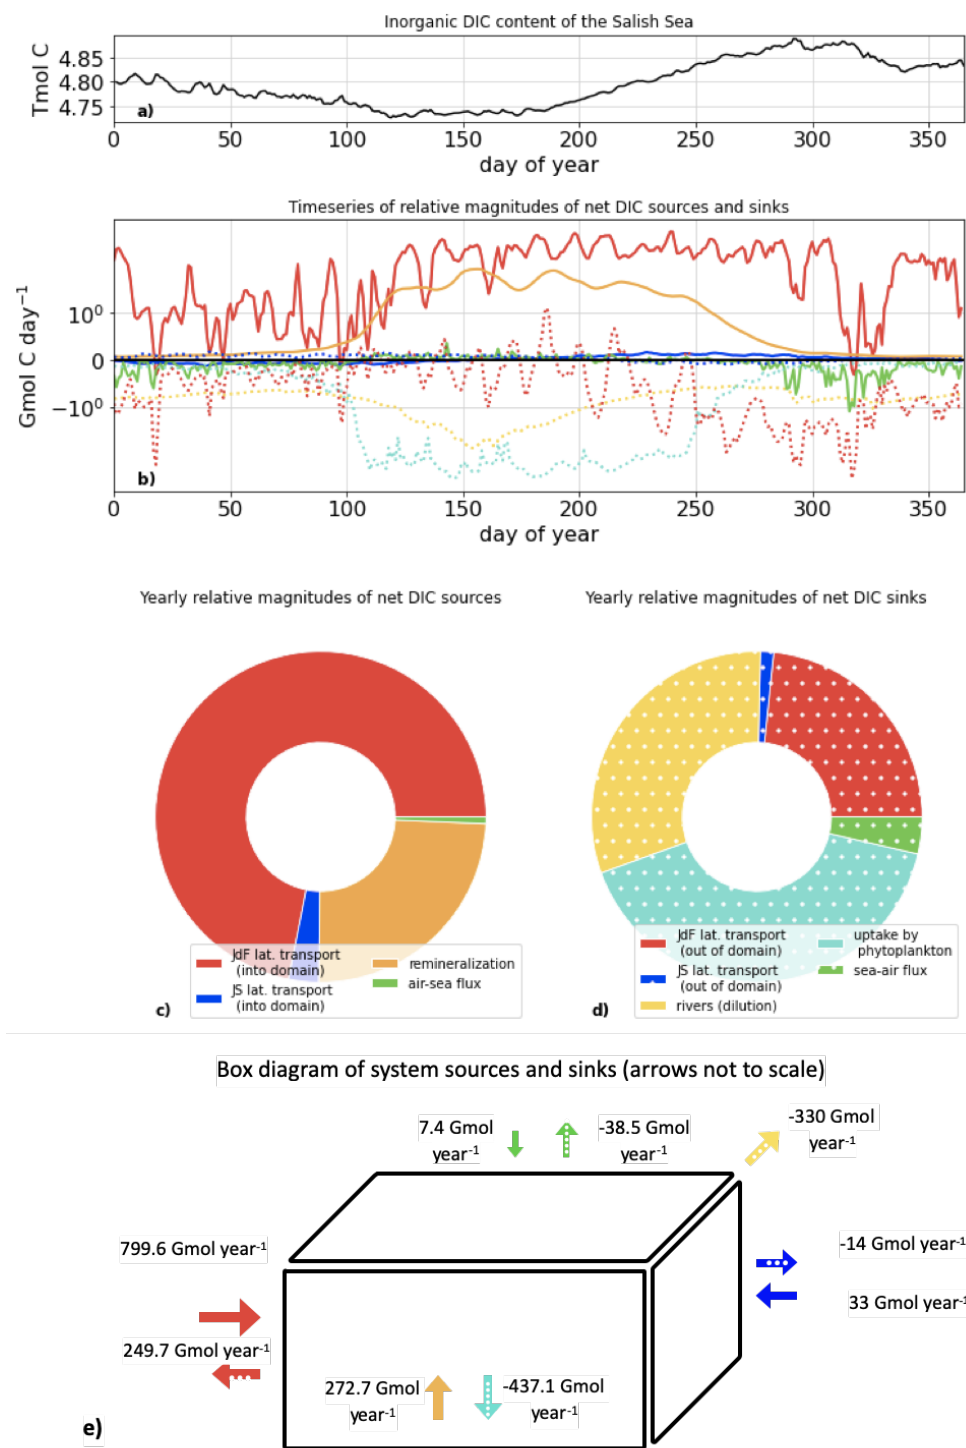 Inorganic DIC content of the Salish Sea
Tmol C
4.85
4.80
4.75
a)
0 50 100 150 200 250 300 350
day of year
Timeseries of relative magnitudes of net DIC sources and sinks
Gmol C day⁻¹
10⁰
0
−10⁰
b)
0 50 100 150 200 250 300 350
day of year
Yearly relative magnitudes of net DIC sources
JdF lat. transport
(into domain)
JS lat. transport
(into domain)
remineralization
air-sea flux
c)
Yearly relative magnitudes of net DIC sinks
JdF lat. transport
(out of domain)
JS lat. transport
(out of domain)
rivers (dilution)
uptake by
phytoplankton
sea-air flux
d)
Box diagram of system sources and sinks (arrows not to scale)
7.4 Gmol
year⁻¹
-38.5 Gmol
year⁻¹
-330 Gmol
year⁻¹
799.6 Gmol year⁻¹
-14 Gmol year⁻¹
33 Gmol year⁻¹
249.7 Gmol year⁻¹
272.7 Gmol
year⁻¹
-437.1 Gmol
year⁻¹
e)